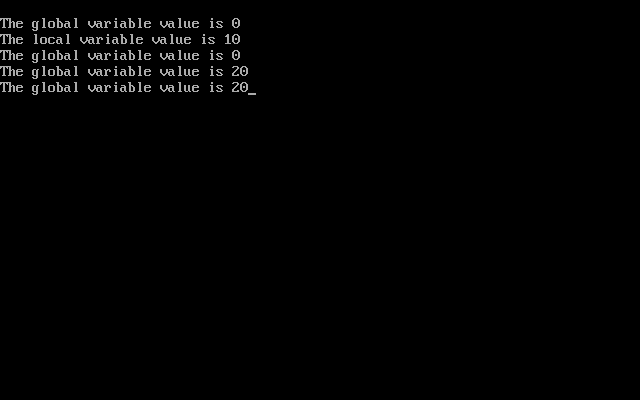 The global variable value is 0
The local variable value is 10
The global variable value is 0
The global variable value is 20
The global variable value is 20_